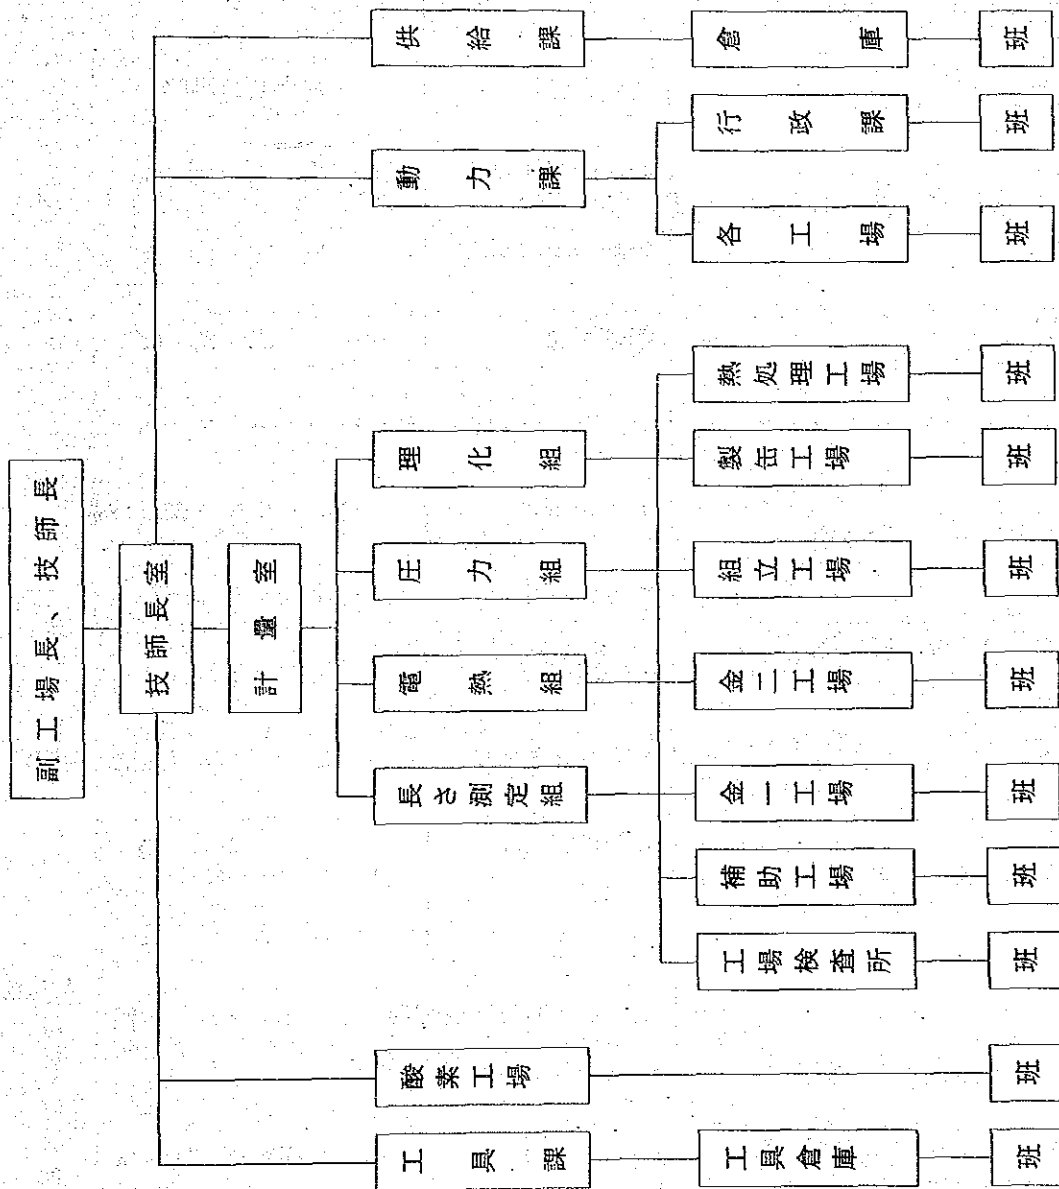 副工場長、技師長
技師長室
計量室
供給課
動力課
理化組
圧力組
電熱組
長さ測定組
酸素工場
工具課
倉庫
行政課
各工場
熱処理工場
製缶工場
組立工場
金二工場
金一工場
補助工場
工場検査所
工具倉庫
班
班
班
班
班
班
班
班
班
班
班
班